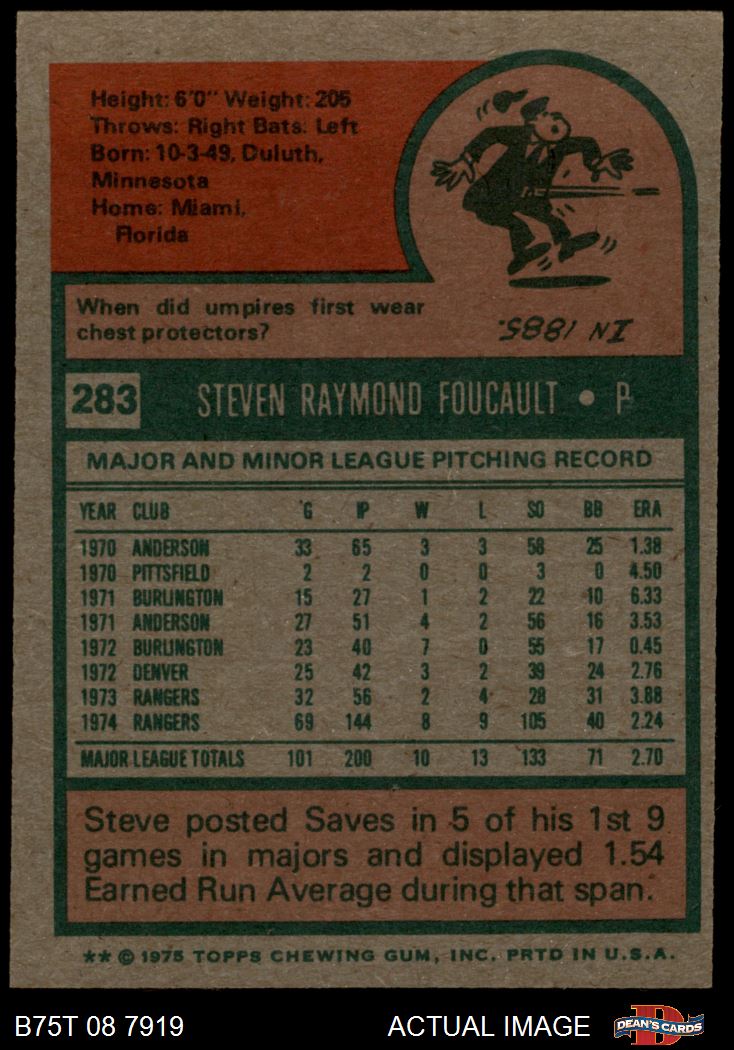 Height: 6'0" Weight: 205
Throws: Right Bats: Left
Born: 10-3-49, Duluth,
Minnesota
Home: Miami,
Florida
When did umpires first wear
chest protectors?
IN 1885.
283 STEVEN RAYMOND FOUCAULT • P
MAJOR AND MINOR LEAGUE PITCHING RECORD
YEAR CLUB G IP W L SO BB ERA
1970 ANDERSON 33 65 3 3 58 25 1.38
1970 PITTSFIELD 2 2 0 0 3 0 4.50
1971 BURLINGTON 15 27 1 2 22 10 6.33
1971 ANDERSON 27 51 4 2 56 16 3.53
1972 BURLINGTON 23 40 7 0 55 17 0.45
1972 DENVER 25 42 3 2 39 24 2.76
1973 RANGERS 32 56 2 4 28 31 3.88
1974 RANGERS 69 144 8 9 105 40 2.24
MAJOR LEAGUE TOTALS 101 200 10 13 133 71 2.70
Steve posted Saves in 5 of his 1st 9
games in majors and displayed 1.54
Earned Run Average during that span.
** © 1975 TOPPS CHEWING GUM, INC. PRTD IN U.S.A.
B75T 08 7919 ACTUAL IMAGE D DEAN'S CARDS